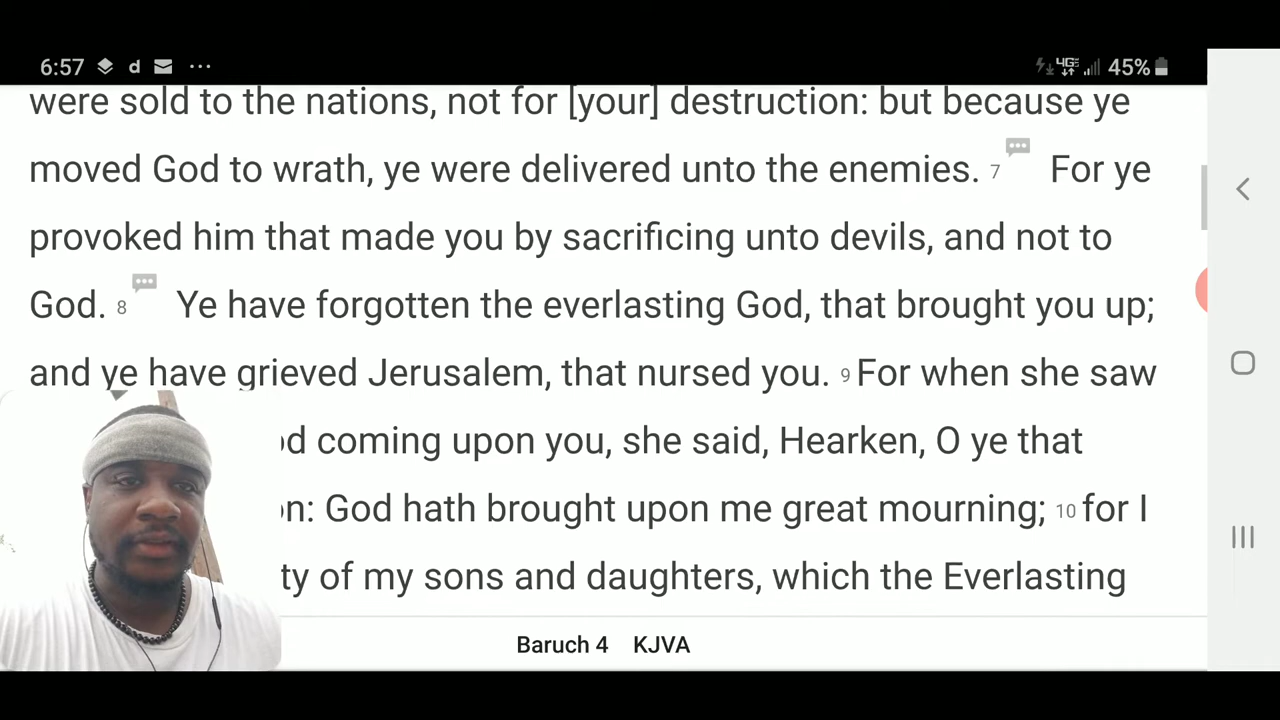 6:57 d ... 4G 45%
were sold to the nations, not for [your] destruction: but because ye
moved God to wrath, ye were delivered unto the enemies. 7 For ye
provoked him that made you by sacrificing unto devils, and not to
God. 8 Ye have forgotten the everlasting God, that brought you up;
and ye have grieved Jerusalem, that nursed you. 9 For when she saw
od coming upon you, she said, Hearken, O ye that
on: God hath brought upon me great mourning; 10 for I
ty of my sons and daughters, which the Everlasting
Baruch 4 KJVA